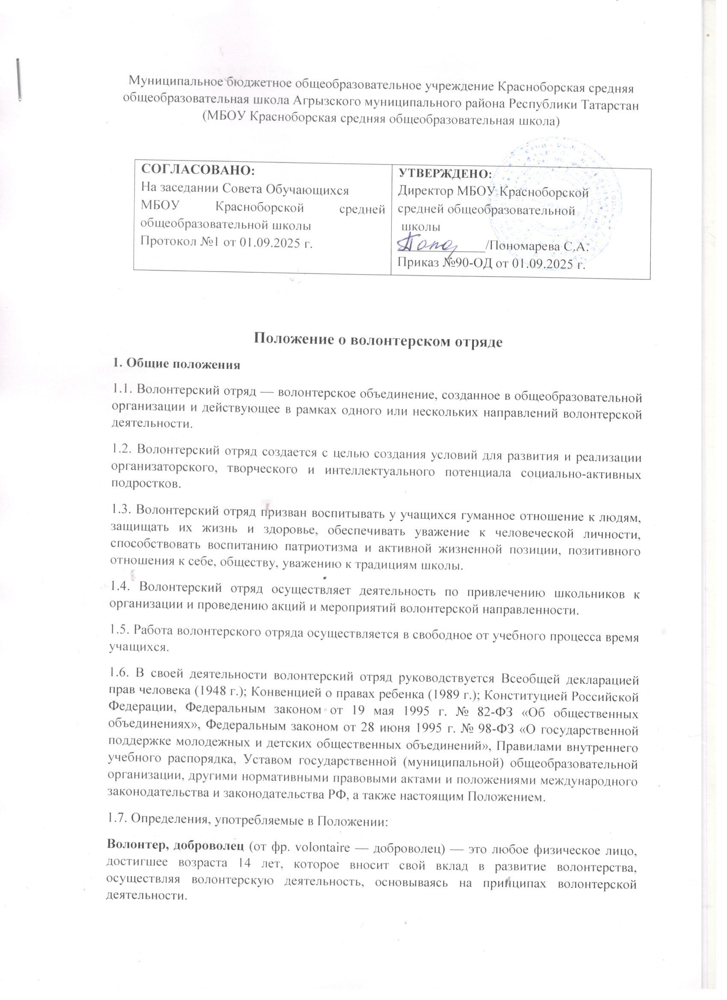 Муниципальное бюджетное общеобразовательное учреждение Красноборская средняя
общеобразовательная школа Агрызского муниципального района Республики Татарстан
(МБОУ Красноборская средняя общеобразовательная школа)
СОГЛАСОВАНО:
На заседании Совета Обучающихся
МБОУ Красноборской средней
общеобразовательной школы
Протокол №1 от 01.09.2025 г.
УТВЕРЖДЕНО:
Директор МБОУ Красноборской
средней общеобразовательной
школы
/Пономарева С.А.
Приказ №90-ОД от 01.09.2025 г.
Положение о волонтерском отряде
1. Общие положения
1.1. Волонтерский отряд — волонтерское объединение, созданное в общеобразовательной
организации и действующее в рамках одного или нескольких направлений волонтерской
деятельности.
1.2. Волонтерский отряд создается с целью создания условий для развития и реализации
организаторского, творческого и интеллектуального потенциала социально-активных
подростков.
1.3. Волонтерский отряд призван воспитывать у учащихся гуманное отношение к людям,
защищать их жизнь и здоровье, обеспечивать уважение к человеческой личности,
способствовать воспитанию патриотизма и активной жизненной позиции, позитивного
отношения к себе, обществу, уважению к традициям школы.
1.4. Волонтерский отряд осуществляет деятельность по привлечению школьников к
организации и проведению акций и мероприятий волонтерской направленности.
1.5. Работа волонтерского отряда осуществляется в свободное от учебного процесса время
учащихся.
1.6. В своей деятельности волонтерский отряд руководствуется Всеобщей декларацией
прав человека (1948 г.); Конвенцией о правах ребенка (1989 г.); Конституцией Российской
Федерации, Федеральным законом от 19 мая 1995 г. № 82-ФЗ «Об общественных
объединениях», Федеральным законом от 28 июня 1995 г. № 98-ФЗ «О государственной
поддержке молодежных и детских общественных объединений», Правилами внутреннего
учебного распорядка, Уставом государственной (муниципальной) общеобразовательной
организации, другими нормативными правовыми актами и положениями международного
законодательства и законодательства РФ, а также настоящим Положением.
1.7. Определения, употребляемые в Положении:
Волонтер, доброволец (от фр. volontaire — доброволец) — это любое физическое лицо,
достигшее возраста 14 лет, которое вносит свой вклад в развитие волонтерства,
осуществляя волонтерскую деятельность, основываясь на принципах волонтерской
деятельности.